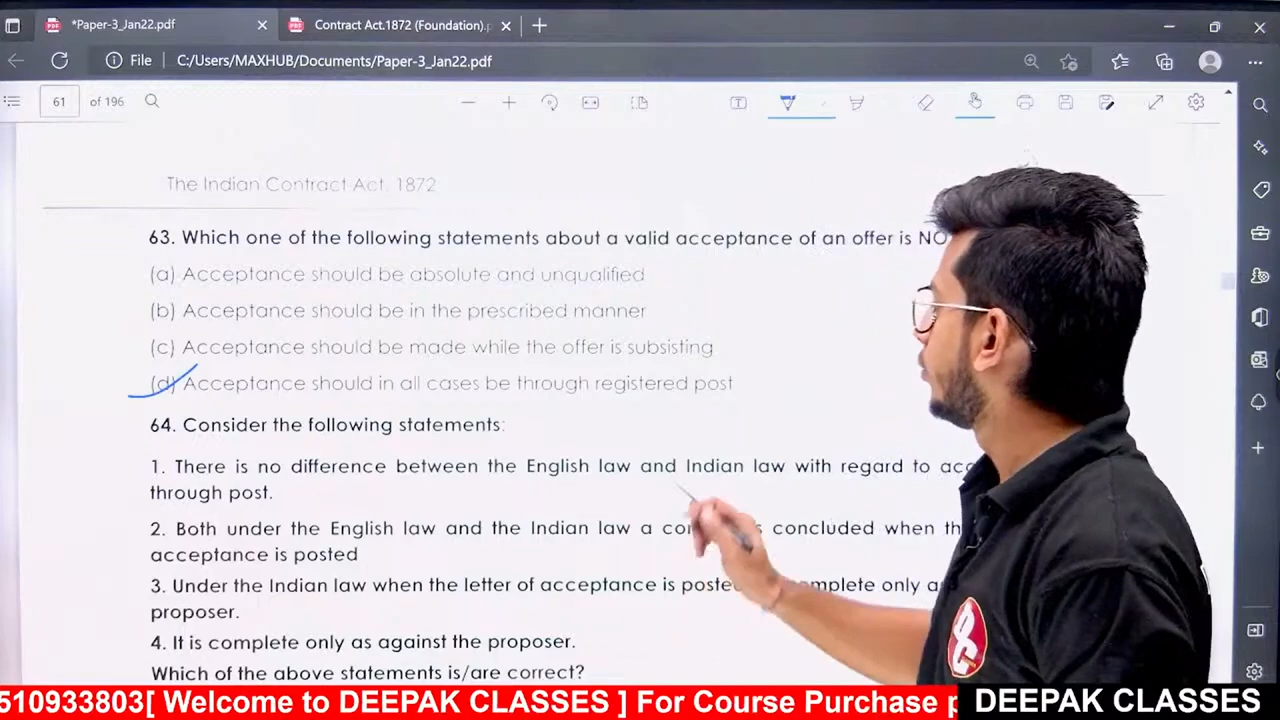 *Paper-3_Jan22.pdf
Contract Act.1872 (Foundation).p
File C:/Users/MAXHUB/Documents/Paper-3_Jan22.pdf
61 of 196
The Indian Contract Act, 1872
63. Which one of the following statements about a valid acceptance of an offer is NO
(a) Acceptance should be absolute and unqualified
(b) Acceptance should be in the prescribed manner
(c) Acceptance should be made while the offer is subsisting
(d) Acceptance should in all cases be through registered post
64. Consider the following statements:
1. There is no difference between the English law and Indian law with regard to
through post.
2. Both under the English law and the Indian law a concluded when
acceptance is posted
3. Under the Indian law when the letter of acceptance is only
proposer.
4. It is complete only as against the proposer.
Which of the above statements is/are correct?
510933803[ Welcome to DEEPAK CLASSES ] For Course Purchase
DEEPAK CLASSES